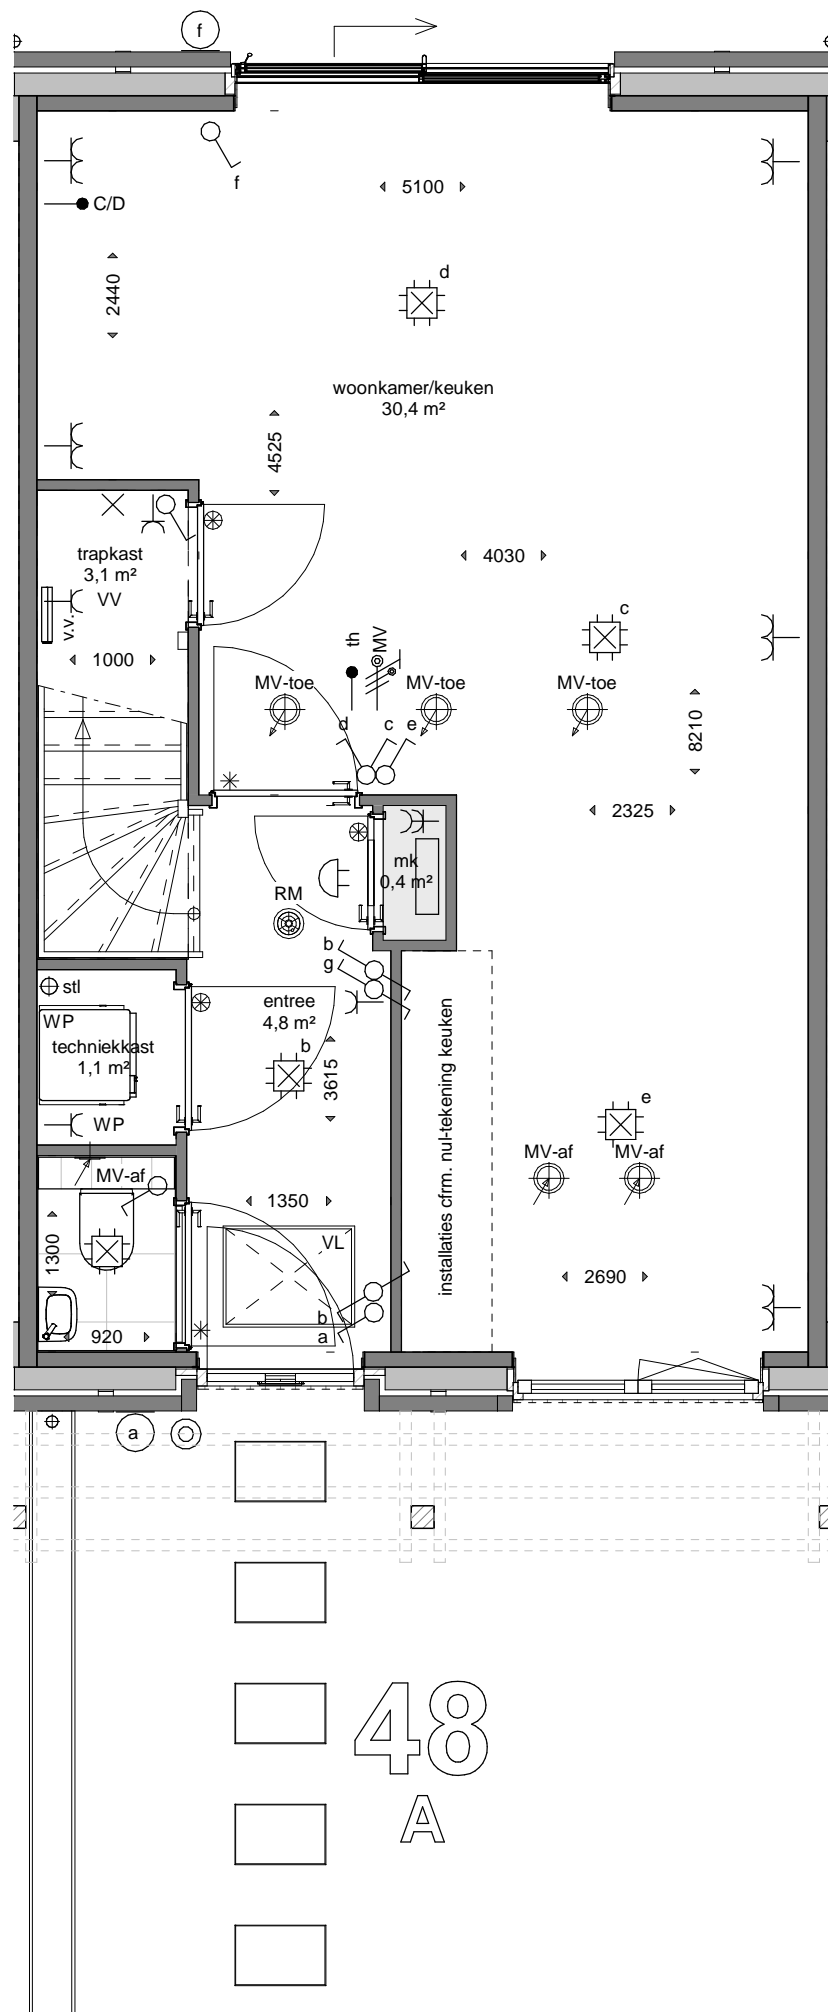 f
f
5100
C/D
2440
d
woonkamer/keuken
30,4 m²
4525
trapkast
3,1 m²
VV
v.v.
4030
c
1000
th
MV
MV-toe
MV-toe
MV-toe
d
c
e
8210
2325
mk
0,4 m²
RM
b
g
stl
WP
techniekkast
1,1 m²
entree
4,8 m²
b
3615
installaties cfrm. nul-tekening keuken
WP
e
MV-af
MV-af
MV-af
1350
1300
VL
2690
920
b
a
a
48
A